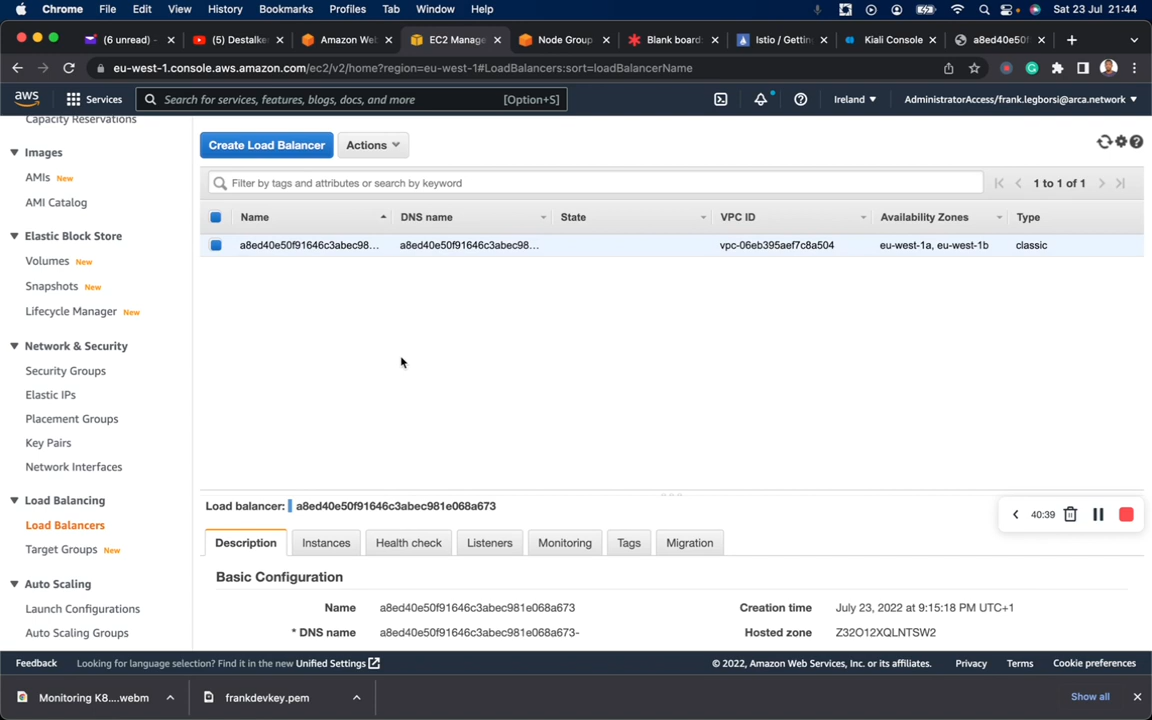 Chrome File Edit View History Bookmarks Profiles Tab Window Help Sat 23 Jul 21:44
(6 unread) - (5) Destalke Amazon We EC2 Manage Node Group Blank board: Istio / Gettin Kiali Console a8ed40e50f
eu-west-1.console.aws.amazon.com/ec2/v2/home?region=eu-west-1#LoadBalancers:sort=loadBalancerName
aws Services Search for services, features, blogs, docs, and more [Option+S] Ireland AdministratorAccess/frank.legborsi@arca.network
Capacity Reservations
Images
AMIs New
AMI Catalog
Elastic Block Store
Volumes New
Snapshots New
Lifecycle Manager New
Network & Security
Security Groups
Elastic IPs
Placement Groups
Key Pairs
Network Interfaces
Load Balancing
Load Balancers
Target Groups New
Auto Scaling
Launch Configurations
Auto Scaling Groups
Create Load Balancer Actions
Filter by tags and attributes or search by keyword 1 to 1 of 1
Name DNS name State VPC ID Availability Zones Type
a8ed40e50f91646c3abec98... a8ed40e50f91646c3abec98... vpc-06eb395aef7c8a504 eu-west-1a, eu-west-1b classic
Load balancer: a8ed40e50f91646c3abec981e068a673
40:39
Description Instances Health check Listeners Monitoring Tags Migration
Basic Configuration
Name a8ed40e50f91646c3abec981e068a673 Creation time July 23, 2022 at 9:15:18 PM UTC+1
* DNS name a8ed40e50f91646c3abec981e068a673- Hosted zone Z32O12XQLNTSW2
Feedback Looking for language selection? Find it in the new Unified Settings © 2022, Amazon Web Services, Inc. or its affiliates. Privacy Terms Cookie preferences
Monitoring K8....webm frankdevkey.pem Show all